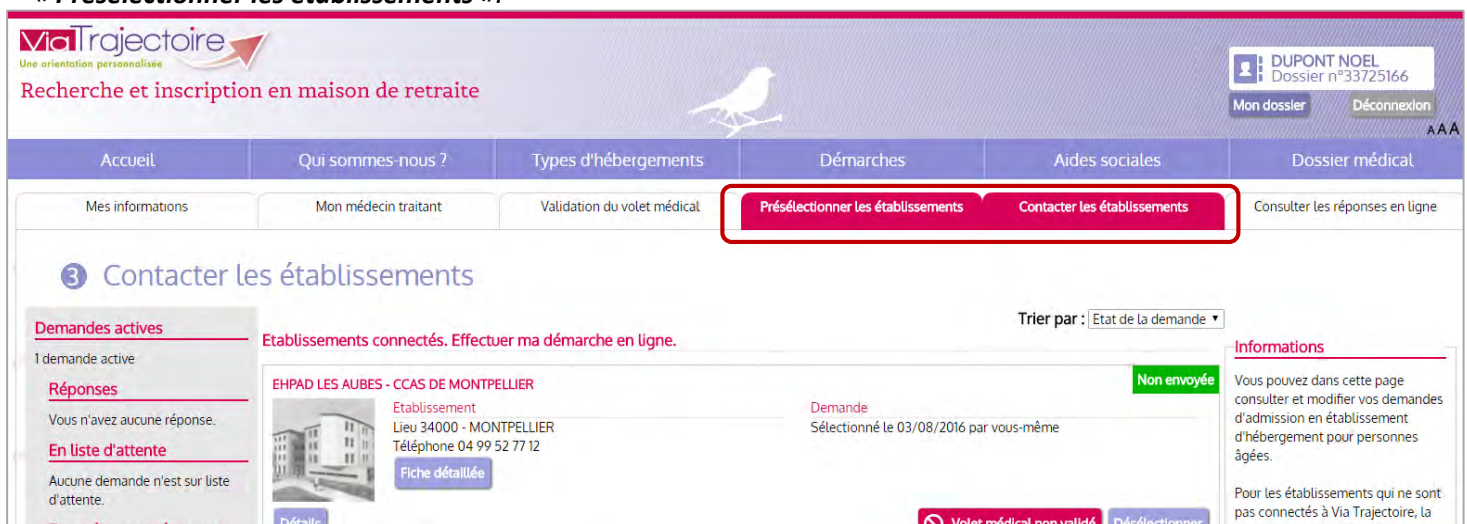 « Présélectionner les établissements ».
ViaTrajectoire
Une orientation personnalisée
Recherche et inscription en maison de retraite
DUPONT NOEL
Dossier n°33725166
Mon dossier Déconnexion
AAA
Accueil Qui sommes-nous ? Types d'hébergements Démarches Aides sociales Dossier médical
Mes informations Mon médecin traitant Validation du volet médical Présélectionner les établissements Contacter les établissements Consulter les réponses en ligne
3 Contacter les établissements
Trier par : Etat de la demande
Demandes actives
1 demande active
Réponses
Vous n'avez aucune réponse.
En liste d'attente
Aucune demande n'est sur liste
d'attente.
Etablissements connectés. Effectuer ma démarche en ligne.
EHPAD LES AUBES - CCAS DE MONTPELLIER
Non envoyée
Etablissement
Lieu 34000 - MONTPELLIER
Téléphone 04 99 52 77 12
Fiche détaillée
Demande
Sélectionné le 03/08/2016 par vous-même
Détails
Volet médical non validé Désélectionner
Informations
Vous pouvez dans cette page
consulter et modifier vos demandes
d'admission en établissement
d'hébergement pour personnes
âgées.
Pour les établissements qui ne sont
pas connectés à Via Trajectoire, la